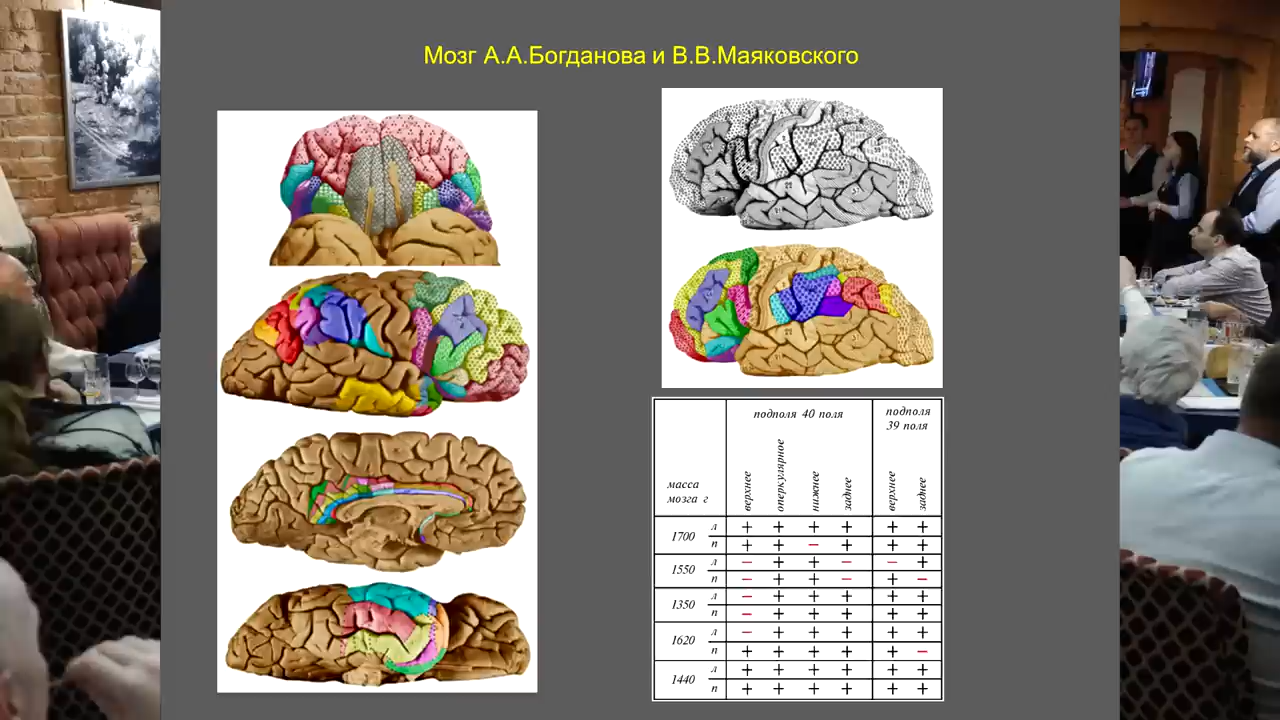 Мозг А.А.Богданова и В.В.Маяковского
подполя 40 поля
подполя
39 поля
масса
мозга г
верхнее
оперкулярное
нижнее
заднее
верхнее
заднее
1700
л + + + + + +
п + + − + + +
1550
л − + + − − +
п − + + − + −
1350
л − + + + + +
п − + + + + +
1620
л − + + + + +
п + + + + + −
1440
л + + + + + +
п + + + + + +